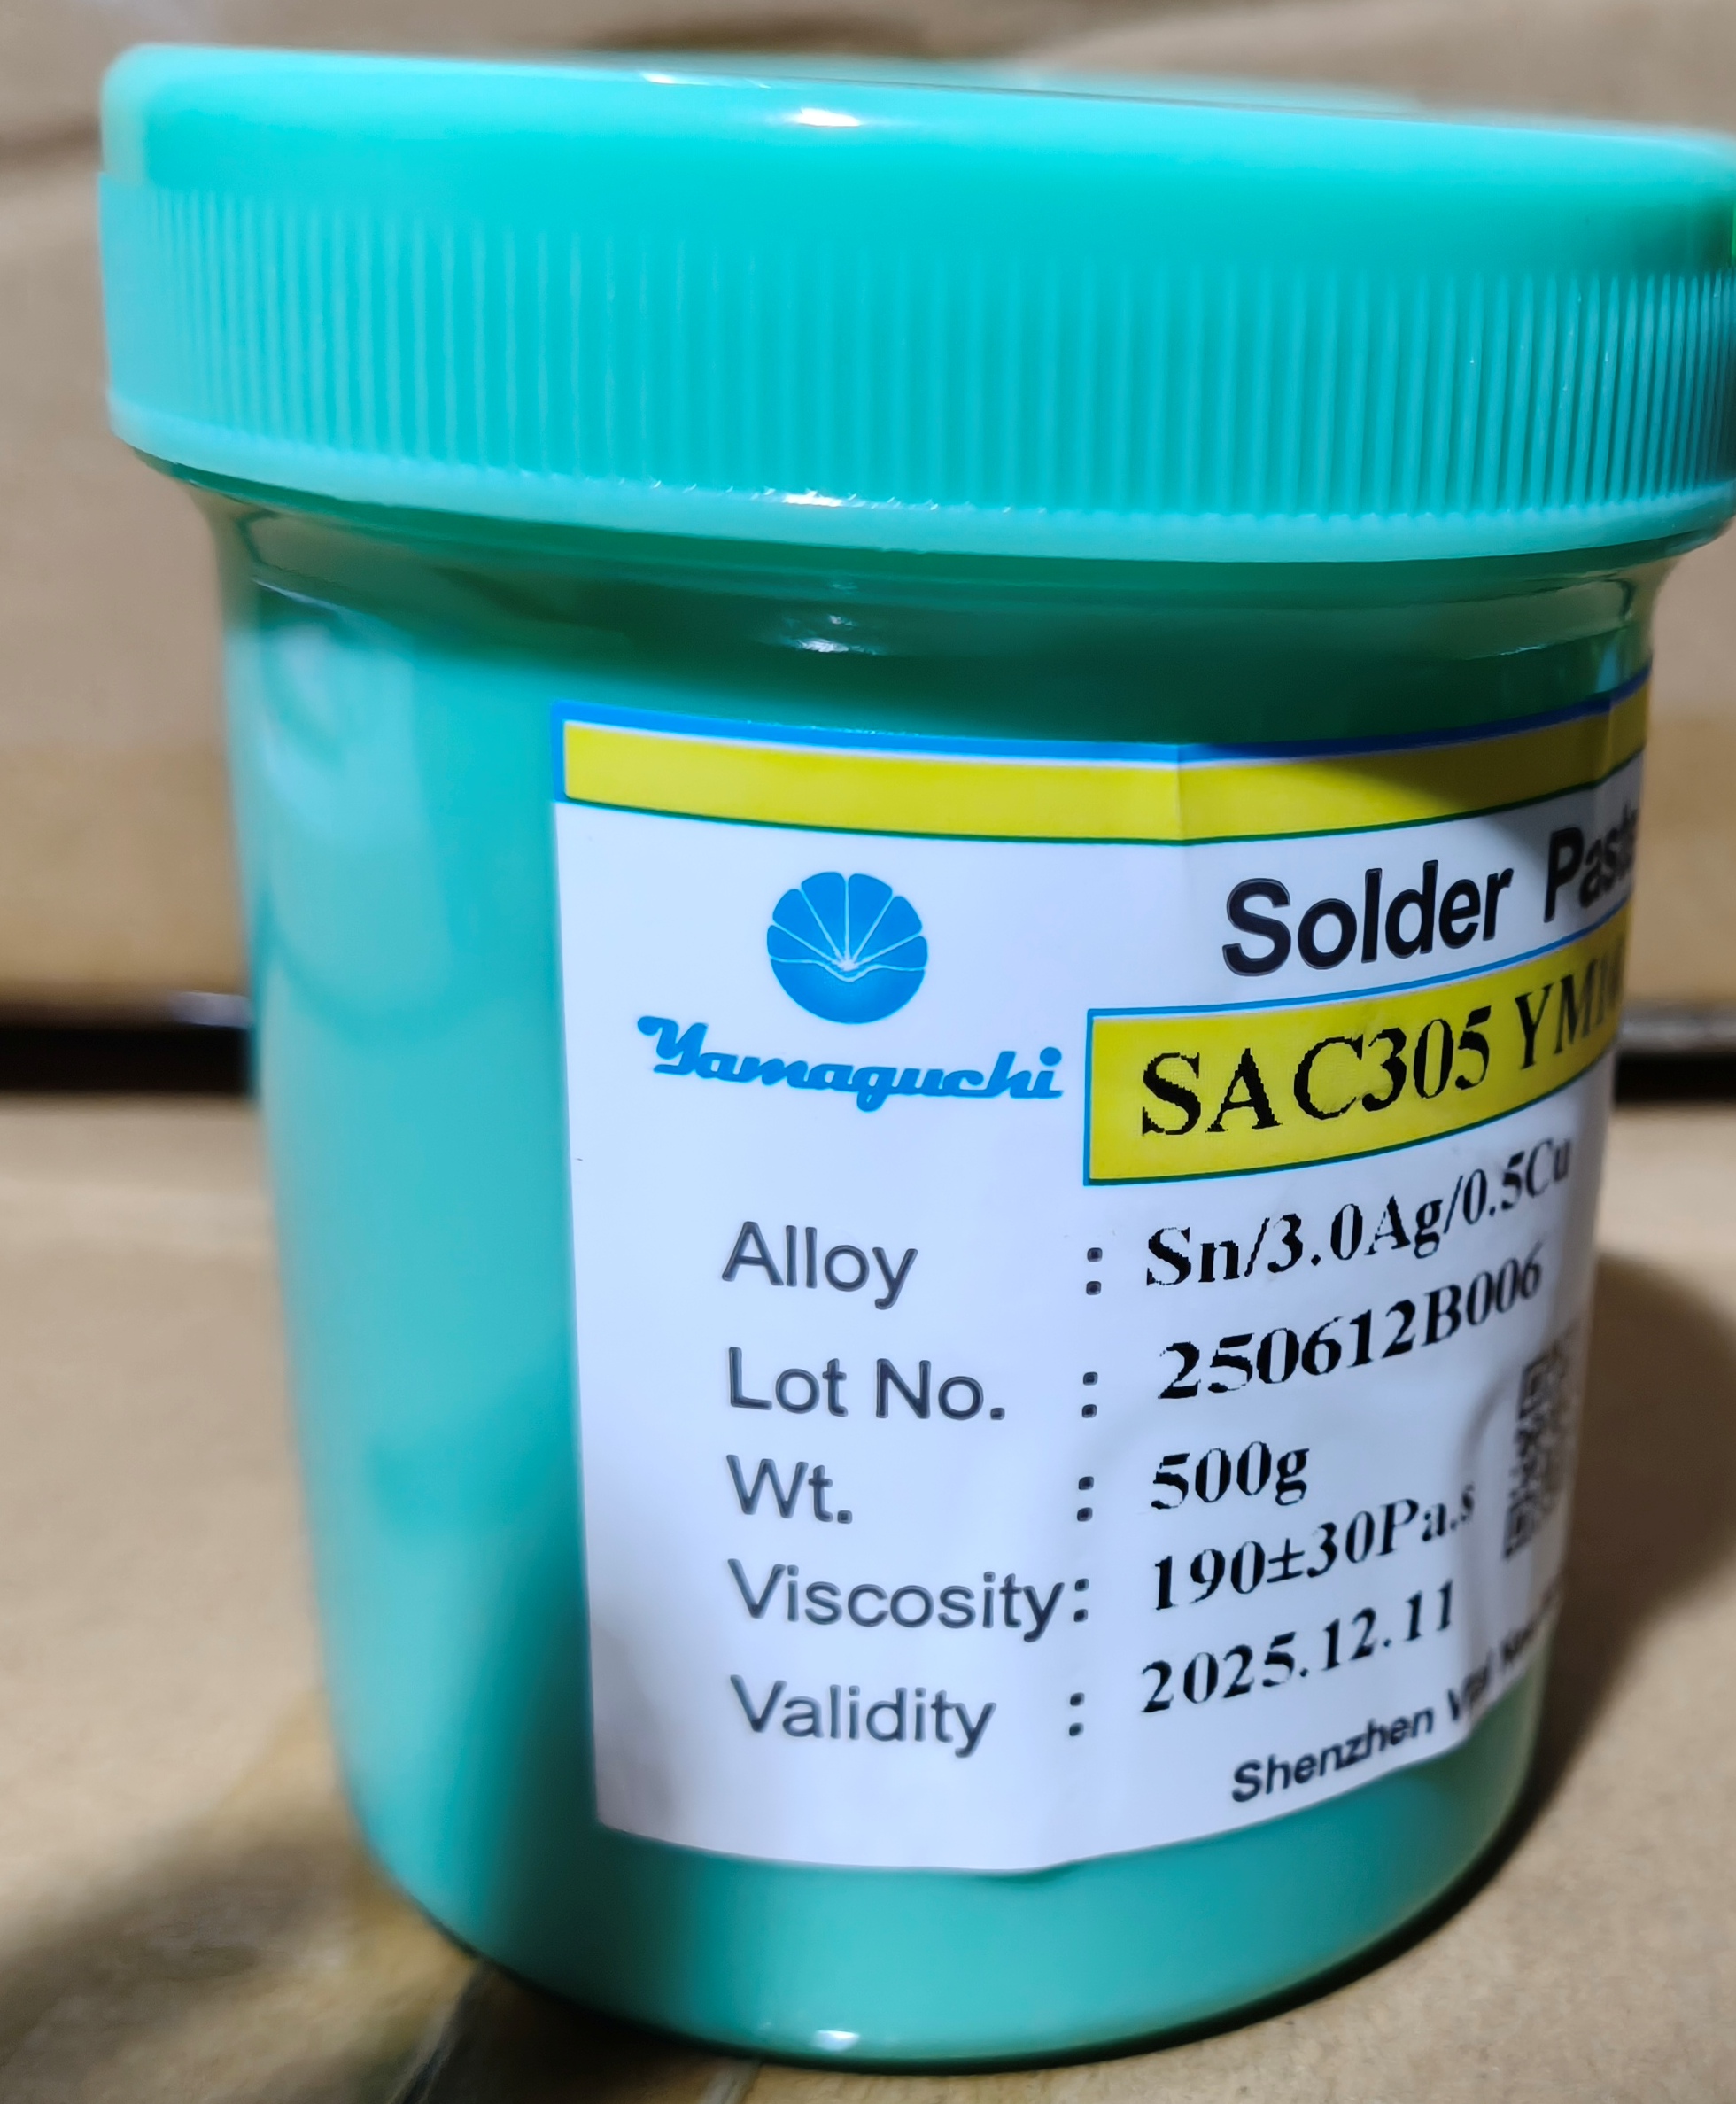 Yamaguchi
Solder Paste
SAC305
Alloy : Sn/3.0Ag/0.5Cu
Lot No. : 250612B006
Wt. : 500g
Viscosity: 190±30Pa.s
Validity : 2025.12.11
Shenzhen